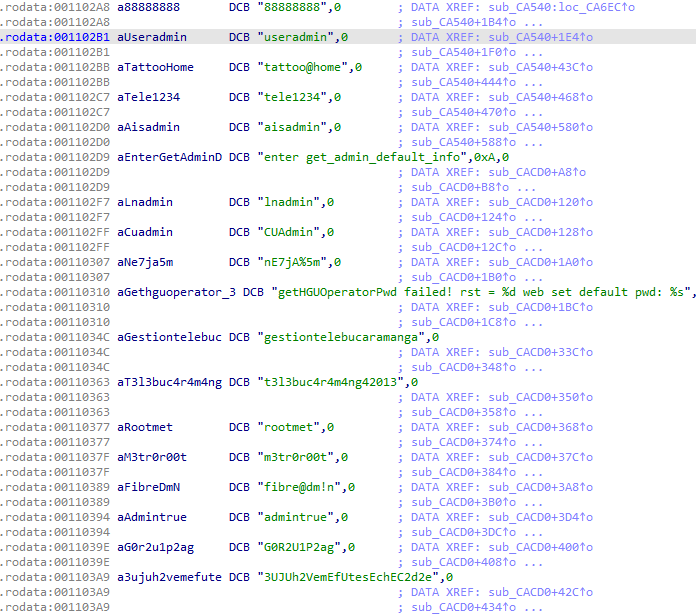 .rodata:001102A8 a88888888 DCB "88888888",0 ; DATA XREF: sub_CA540:loc_CA6EC↑o
.rodata:001102A8 ; sub_CA540+1B4↑o ...
.rodata:001102B1 aUseradmin DCB "useradmin",0 ; DATA XREF: sub_CA540+1E4↑o
.rodata:001102B1 ; sub_CA540+1F0↑o ...
.rodata:001102BB aTattooHome DCB "tattoo@home",0 ; DATA XREF: sub_CA540+43C↑o
.rodata:001102BB ; sub_CA540+444↑o ...
.rodata:001102C7 aTele1234 DCB "tele1234",0 ; DATA XREF: sub_CA540+468↑o
.rodata:001102C7 ; sub_CA540+470↑o ...
.rodata:001102D0 aAisadmin DCB "aisadmin",0 ; DATA XREF: sub_CA540+580↑o
.rodata:001102D0 ; sub_CA540+588↑o ...
.rodata:001102D9 aEnterGetAdminD DCB "enter get_admin_default_info",0xA,0
.rodata:001102D9 ; DATA XREF: sub_CACD0+A8↑o
.rodata:001102D9 ; sub_CACD0+B8↑o ...
.rodata:001102F7 aLnadmin DCB "lnadmin",0 ; DATA XREF: sub_CACD0+120↑o
.rodata:001102F7 ; sub_CACD0+124↑o ...
.rodata:001102FF aCuadmin DCB "CUAdmin",0 ; DATA XREF: sub_CACD0+128↑o
.rodata:001102FF ; sub_CACD0+12C↑o ...
.rodata:00110307 aNe7ja5m DCB "nE7jA%5m",0 ; DATA XREF: sub_CACD0+1A0↑o
.rodata:00110307 ; sub_CACD0+1B0↑o ...
.rodata:00110310 aGethguoperator_3 DCB "getHGUOperatorPwd failed! rst = %d web set default pwd: %s",
.rodata:00110310 ; DATA XREF: sub_CACD0+1BC↑o
.rodata:00110310 ; sub_CACD0+1C8↑o ...
.rodata:0011034C aGestiontelebuc DCB "gestiontelebucaramanga",0
.rodata:0011034C ; DATA XREF: sub_CACD0+33C↑o
.rodata:0011034C ; sub_CACD0+348↑o ...
.rodata:00110363 aT3l3buc4r4m4ng DCB "t3l3buc4r4m4ng42013",0
.rodata:00110363 ; DATA XREF: sub_CACD0+350↑o
.rodata:00110363 ; sub_CACD0+358↑o ...
.rodata:00110377 aRootmet DCB "rootmet",0 ; DATA XREF: sub_CACD0+368↑o
.rodata:00110377 ; sub_CACD0+374↑o ...
.rodata:0011037F aM3tr0r00t DCB "m3tr0r00t",0 ; DATA XREF: sub_CACD0+37C↑o
.rodata:0011037F ; sub_CACD0+384↑o ...
.rodata:00110389 aFibreDmN DCB "fibre@dm!n",0 ; DATA XREF: sub_CACD0+3A8↑o
.rodata:00110389 ; sub_CACD0+3B0↑o ...
.rodata:00110394 aAdmintrue DCB "admintrue",0 ; DATA XREF: sub_CACD0+3D4↑o
.rodata:00110394 ; sub_CACD0+3DC↑o ...
.rodata:0011039E aG0r2u1p2ag DCB "G0R2U1P2ag",0 ; DATA XREF: sub_CACD0+400↑o
.rodata:0011039E ; sub_CACD0+408↑o ...
.rodata:001103A9 a3ujuh2vemefute DCB "3UJUh2VemEfUtesEchEC2d2e",0
.rodata:001103A9 ; DATA XREF: sub_CACD0+42C↑o
.rodata:001103A9 ; sub_CACD0+434↑o ...